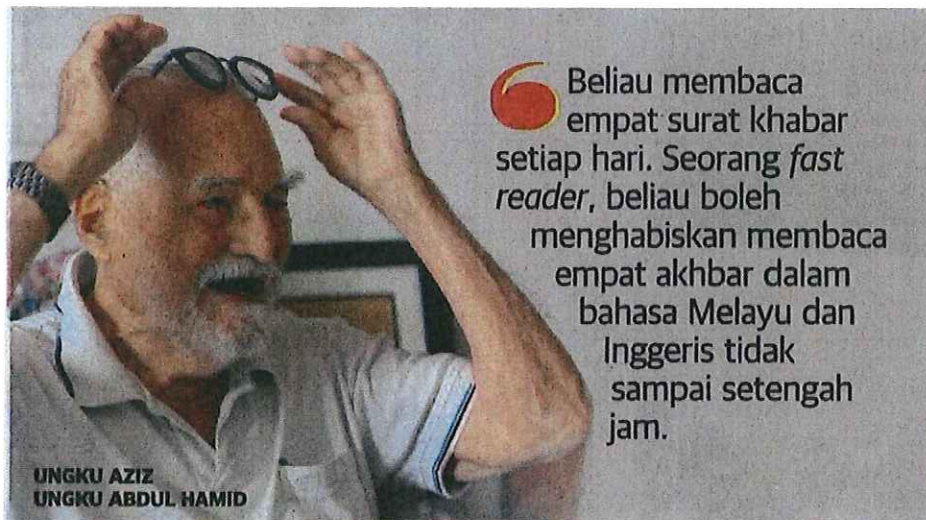 Beliau membaca
empat surat khabar
setiap hari. Seorang fast
reader, beliau boleh
menghabiskan membaca
empat akhbar dalam
bahasa Melayu dan
Inggeris tidak
sampai setengah
jam.
UNGKU AZIZ
UNGKU ABDUL HAMID